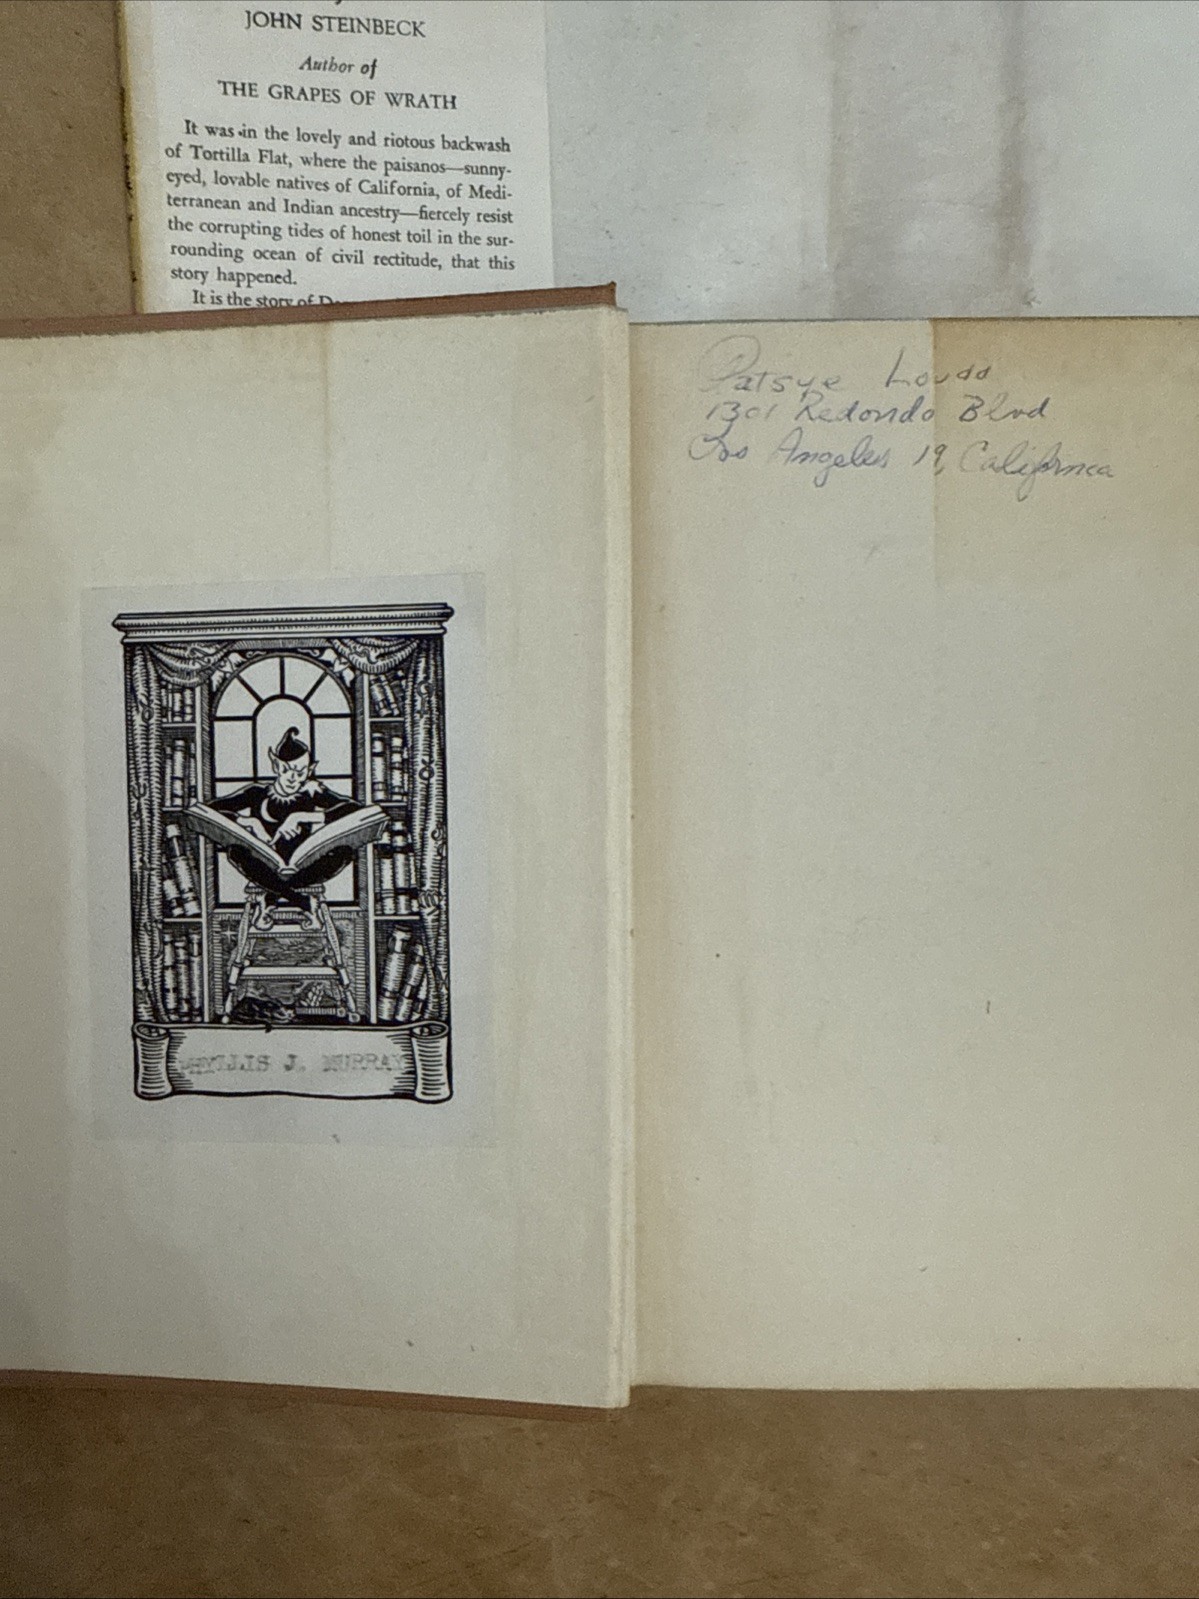 JOHN STEINBECK
Author of
THE GRAPES OF WRATH
It was in the lovely and riotous backwash
of Tortilla Flat, where the paisanos—sunny-
eyed, lovable natives of California, of Medi-
terranean and Indian ancestry—fiercely resist
the corrupting tides of honest toil in the sur-
rounding ocean of civil rectitude, that this
story happened.
It is the story of
Patsye
1301 Redondo Blvd
Los Angeles 19, California
PHYLLIS J. MURRAY